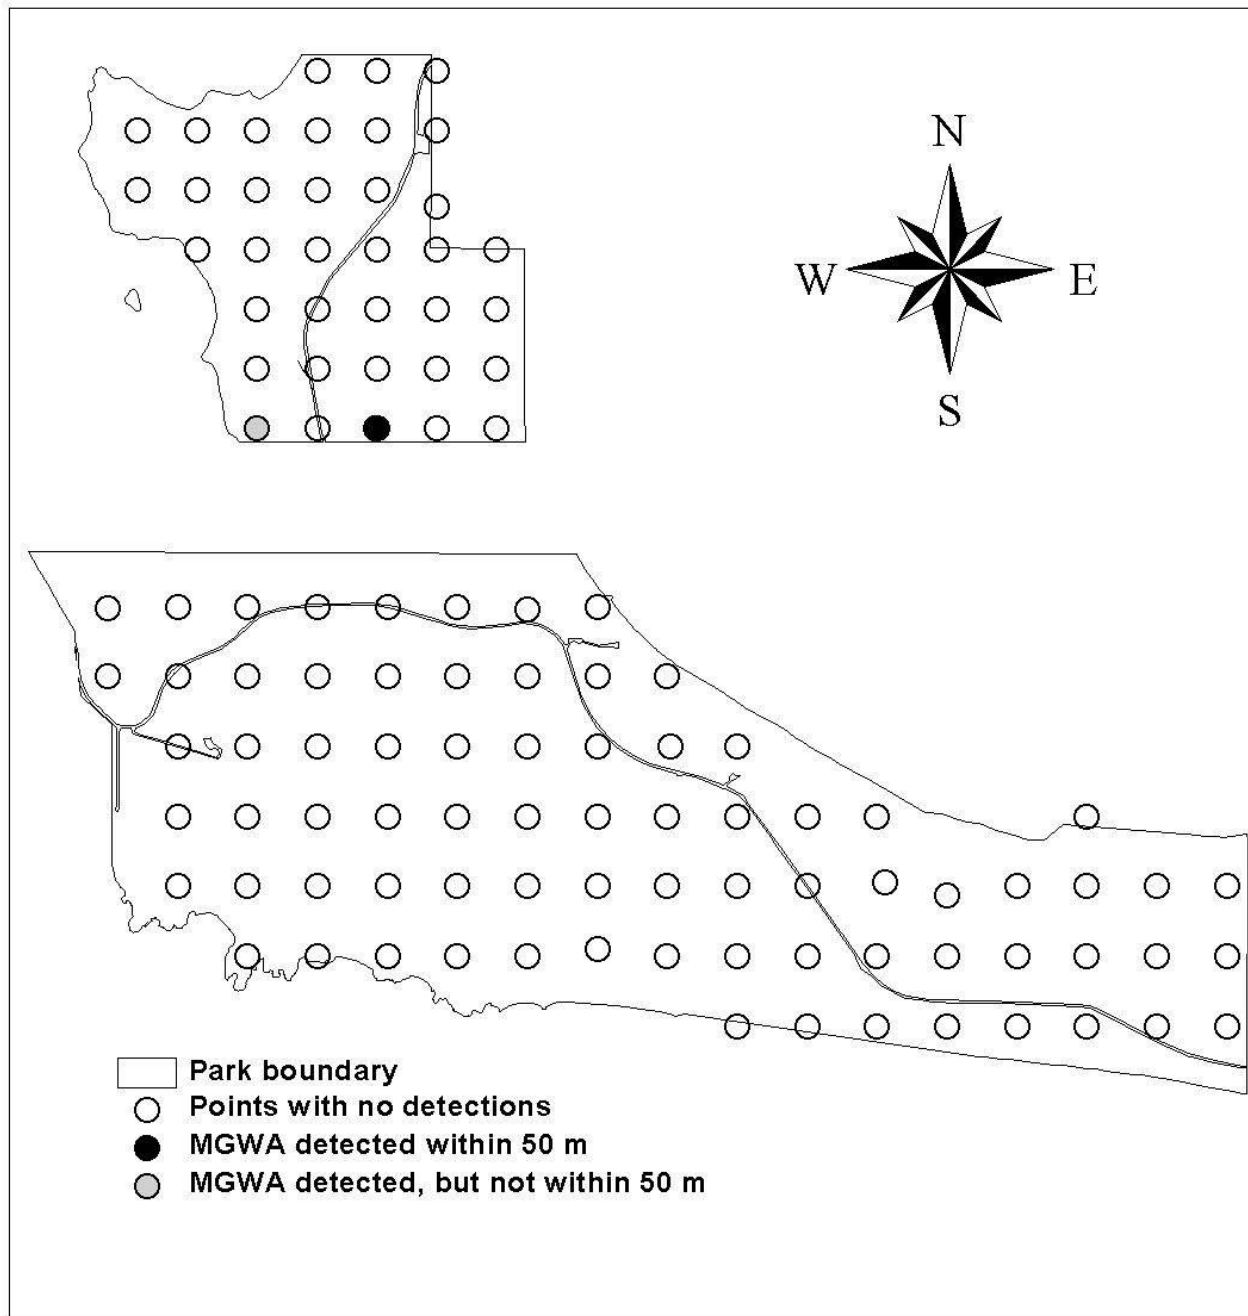 N
W
E
S
Park boundary
Points with no detections
MGWA detected within 50 m
MGWA detected, but not within 50 m